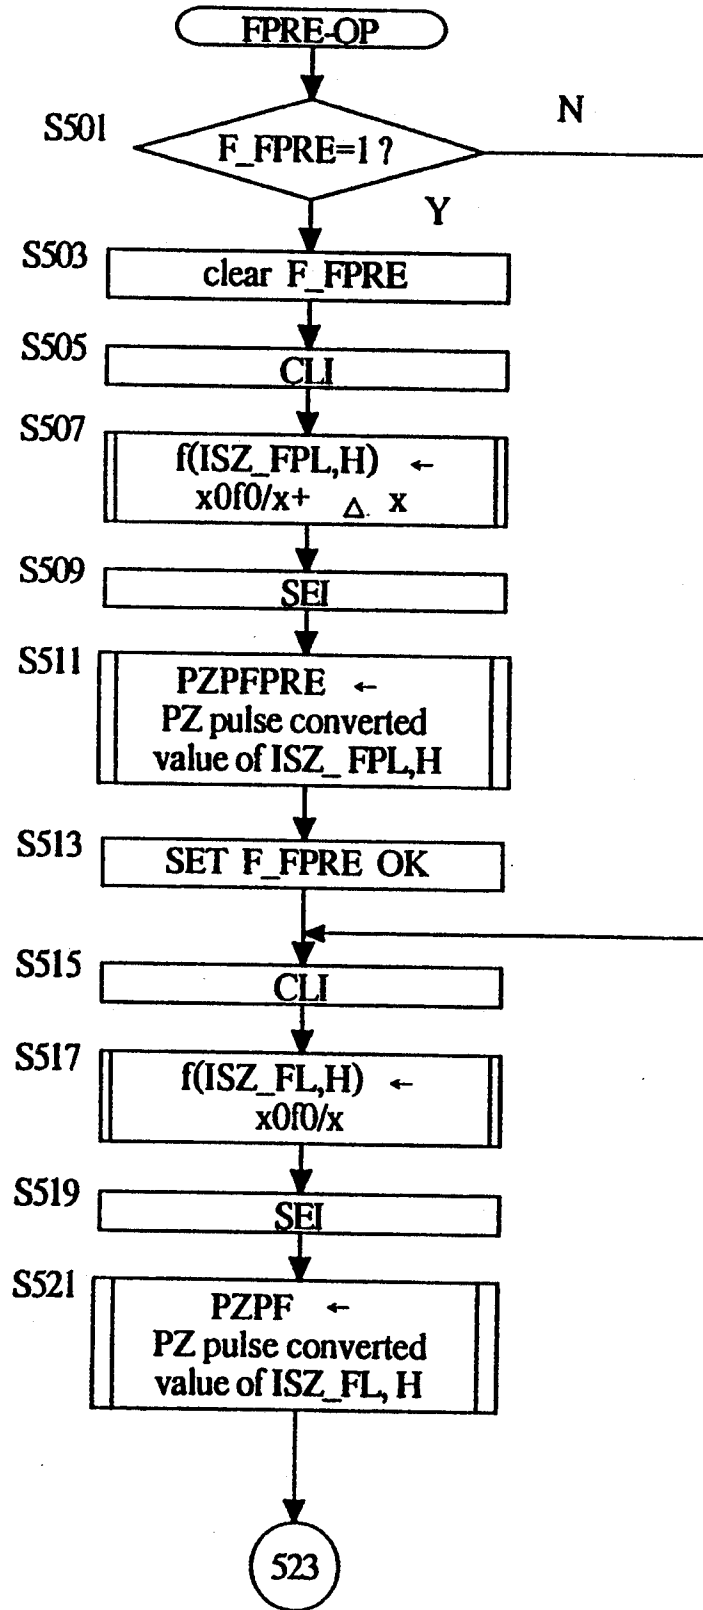 FPRE-OP
S501
N
F_FPRE=1 ?
Y
S503
clear F_FPRE
S505
CLI
S507
f(ISZ_FPL,H) ←
x0f0/x+ △ x
S509
SEI
S511
PZPFPRE ←
PZ pulse converted
value of ISZ_ FPL,H
S513
SET F_FPRE OK
S515
CLI
S517
f(ISZ_FL,H) ←
x0f0/x
S519
SEI
S521
PZPF ←
PZ pulse converted
value of ISZ_FL, H
523